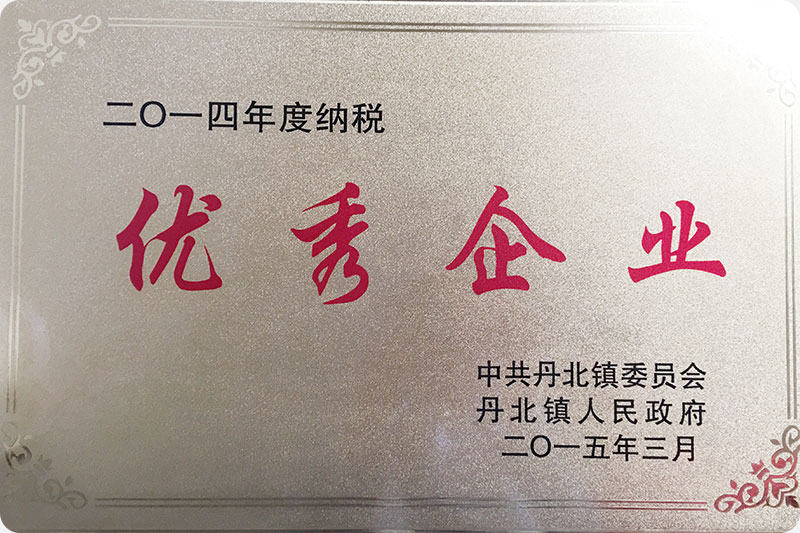 二〇一四年度纳税
优秀企业
中共丹北镇委员会
丹北镇人民政府
二〇一五年三月